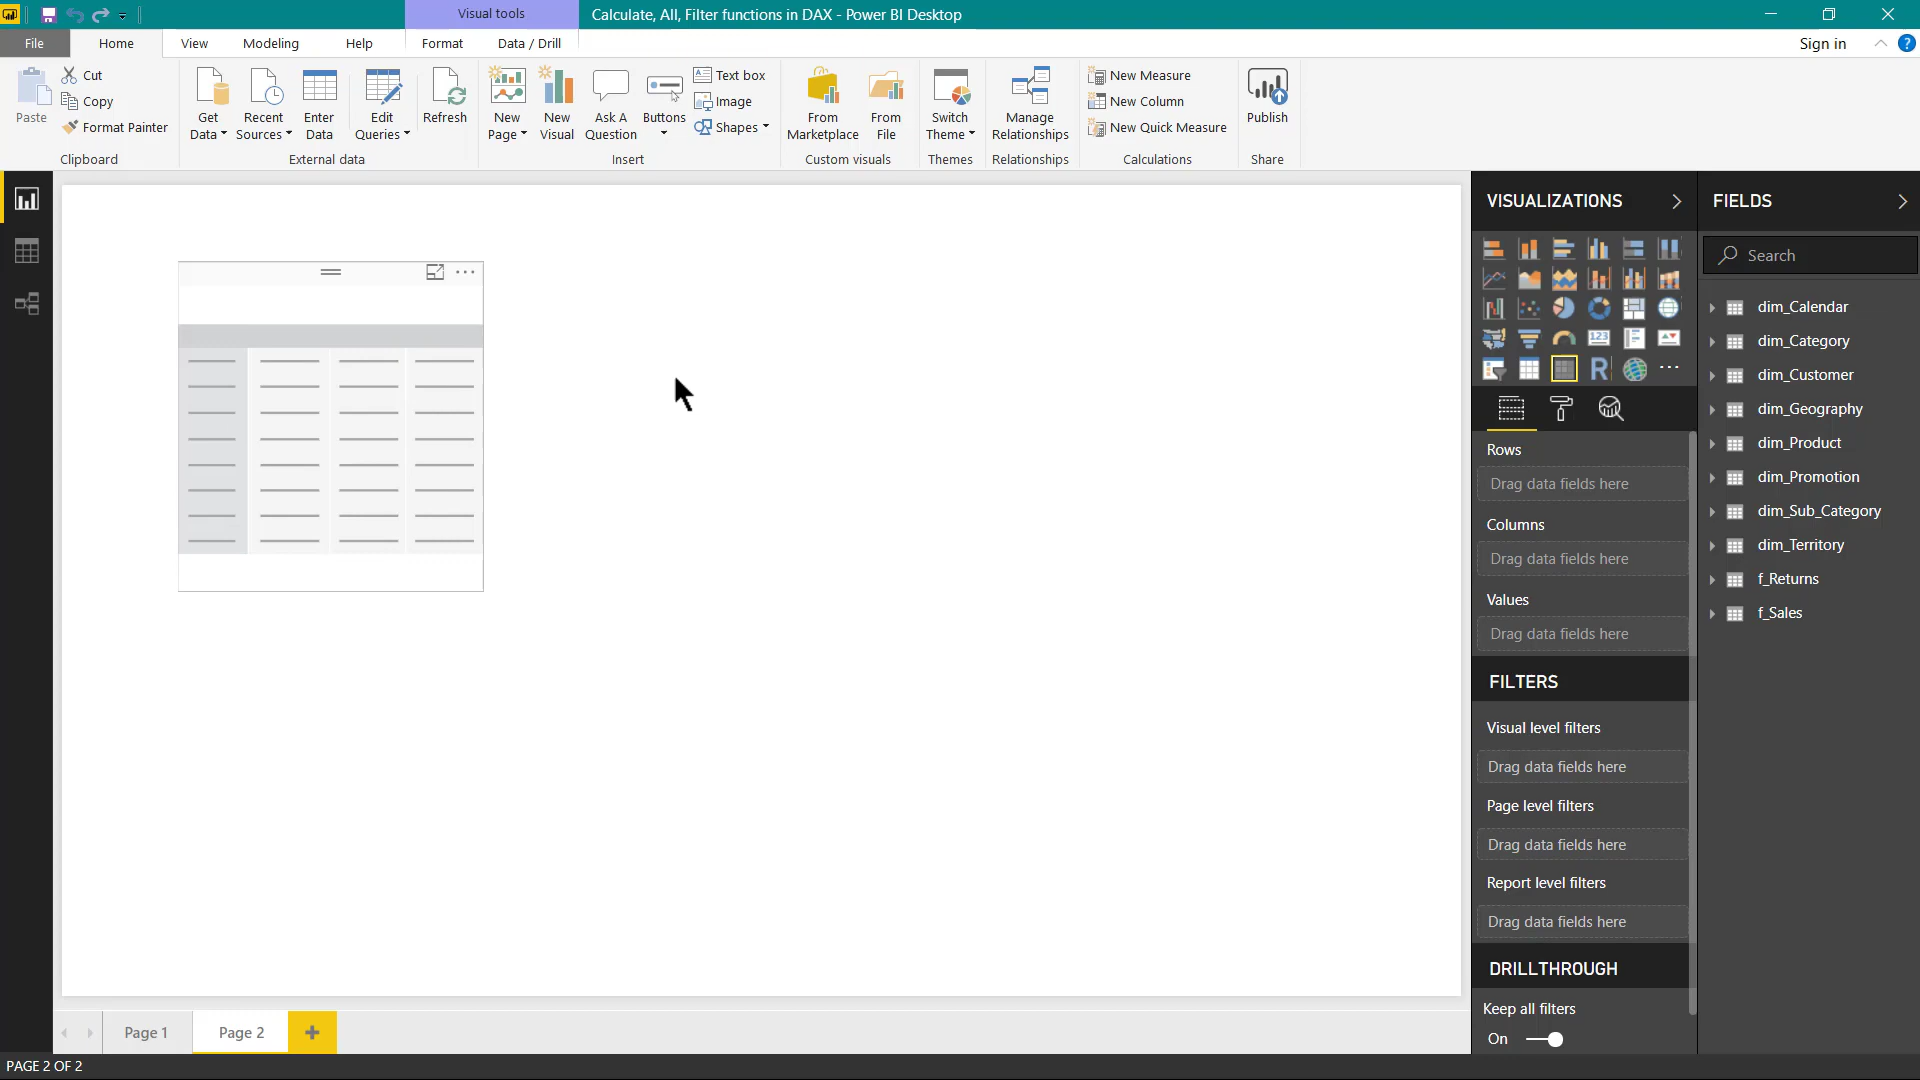 Visual tools
Calculate, All, Filter functions in DAX - Power BI Desktop
File
Home
View
Modeling
Help
Format
Data / Drill
Sign in
?
Paste
Cut
Copy
Format Painter
Clipboard
Get
Data
Recent
Sources
Enter
Data
Edit
Queries
Refresh
External data
New
Page
New
Visual
Ask A
Question
Buttons
Text box
Image
Shapes
Insert
From
Marketplace
From
File
Custom visuals
Switch
Theme
Themes
Manage
Relationships
Relationships
New Measure
New Column
New Quick Measure
Calculations
Publish
Share
VISUALIZATIONS
123
R
Rows
Drag data fields here
Columns
Drag data fields here
Values
Drag data fields here
FILTERS
Visual level filters
Drag data fields here
Page level filters
Drag data fields here
Report level filters
Drag data fields here
DRILLTHROUGH
Keep all filters
On
FIELDS
Search
dim_Calendar
dim_Category
dim_Customer
dim_Geography
dim_Product
dim_Promotion
dim_Sub_Category
dim_Territory
f_Returns
f_Sales
Page 1
Page 2
PAGE 2 OF 2